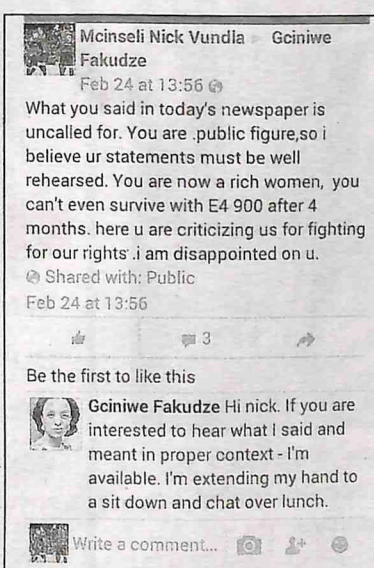 Mcinseli Nick Vundla Gciniwe
Fakudze
Feb 24 at 13:56
What you said in today's newspaper is
uncalled for. You are .public figure,so i
believe ur statements must be well
rehearsed. You are now a rich women, you
can't even survive with E4 900 after 4
months. here u are criticizing us for fighting
for our rights .i am disappointed on u.
Shared with: Public
Feb 24 at 13:56
3
Be the first to like this
Gciniwe Fakudze Hi nick. If you are
interested to hear what I said and
meant in proper context - I'm
available. I'm extending my hand to
a sit down and chat over lunch.
Write a comment...